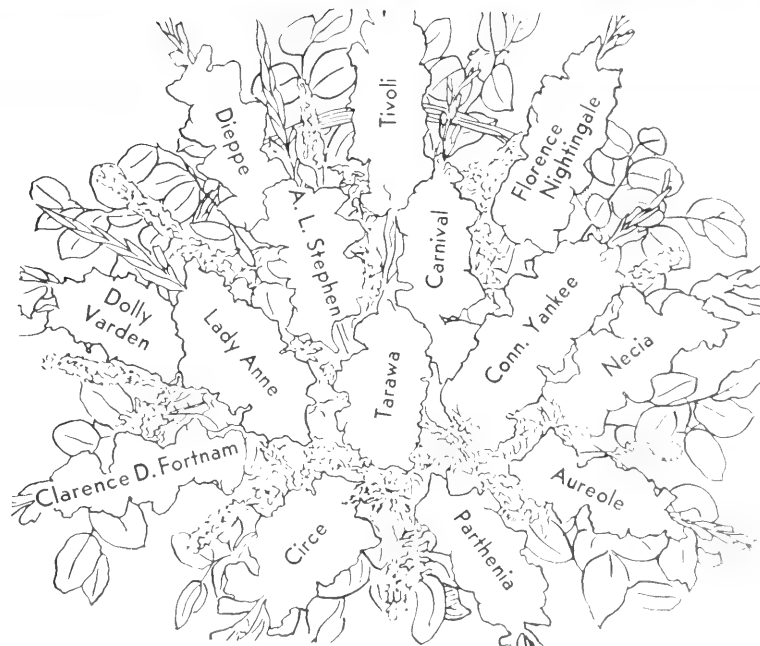 Tivoli
Dieppe
Florence
Nightingale
A. L. Stephen
Carnival
Dolly
Varden
Lady Anne
Conn. Yankee
Necia
Tarawa
Clarence D. Fortnam
Aureole
Circe
Parthenia